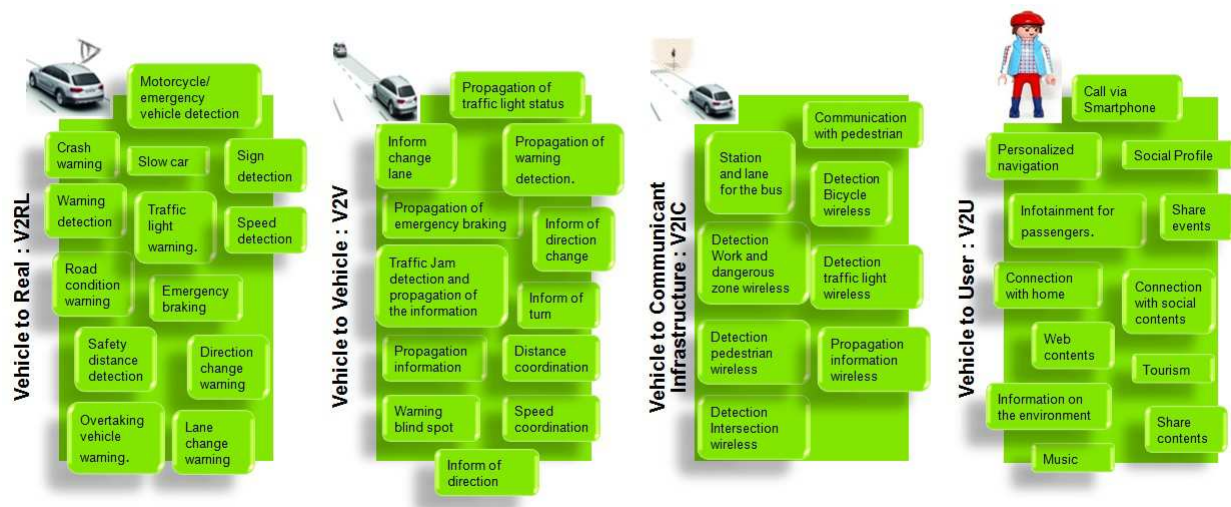 Vehicle to Real : V2RL
Motorcycle/
emergency
vehicle detection
Crash
warning
Slow car
Sign
detection
Warning
detection
Traffic
light
warning.
Speed
detection
Road
condition
warning
Emergency
braking
Safety
distance
detection
Direction
change
warning
Overtaking
vehicle
warning.
Lane
change
warning
Vehicle to Vehicle : V2V
Propagation of
traffic light status
Inform
change
lane
Propagation of
warning
detection.
Propagation of
emergency braking
Inform of
direction
change
Traffic Jam
detection and
propagation of
the information
Inform of
turn
Propagation
information
Distance
coordination
Warning
blind spot
Speed
coordination
Inform of
direction
Vehicle to Communicant
Infrastructure : V2IC
Communication
with pedestrian
Station
and lane
for the bus
Detection
Bicycle
wireless
Detection
Work and
dangerous
zone wireless
Detection
traffic light
wireless
Detection
pedestrian
wireless
Propagation
information
wireless
Detection
Intersection
wireless
Vehicle to User : V2U
Call via
Smartphone
Personalized
navigation
Social Profile
Infotainment for
passengers.
Share
events
Connection
with home
Connection
with social
contents
Web
contents
Tourism
Information on
the environment
Share
contents
Music